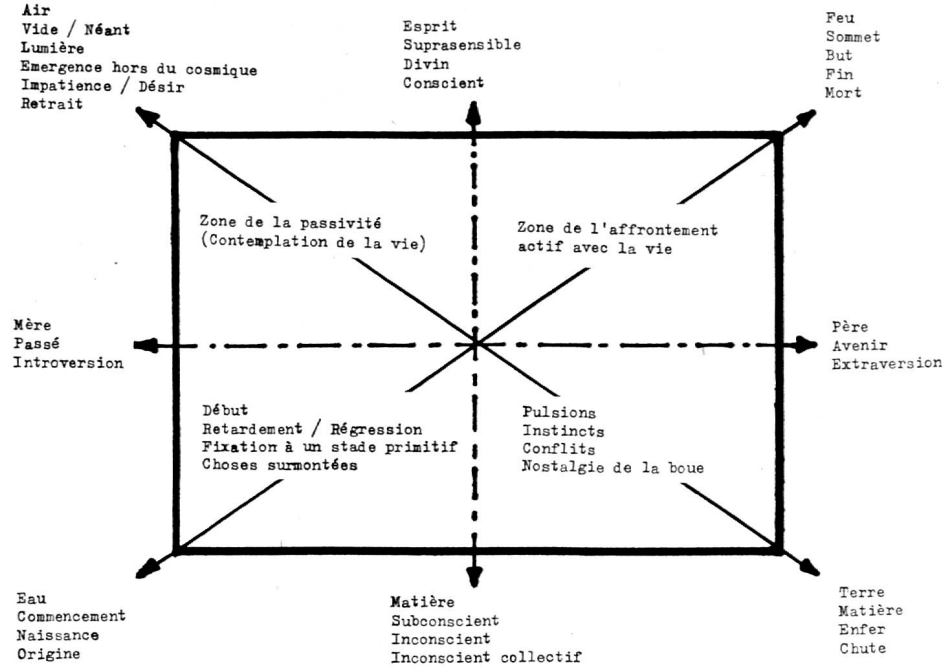 Air
Vide / Néant
Lumière
Emergence hors du cosmique
Impatience / Désir
Retrait
Esprit
Suprasensible
Divin
Conscient
Feu
Sommet
But
Fin
Mort
Zone de la passivité
(Contemplation de la vie)
Zone de l'affrontement
actif avec la vie
Mère
Passé
Introversion
Père
Avenir
Extraversion
Début
Retardement / Régression
Fixation à un stade primitif
Choses surmontées
Pulsions
Instincts
Conflits
Nostalgie de la boue
Eau
Commencement
Naissance
Origine
Matière
Subconscient
Inconscient
Inconscient collectif
Terre
Matière
Enfer
Chute